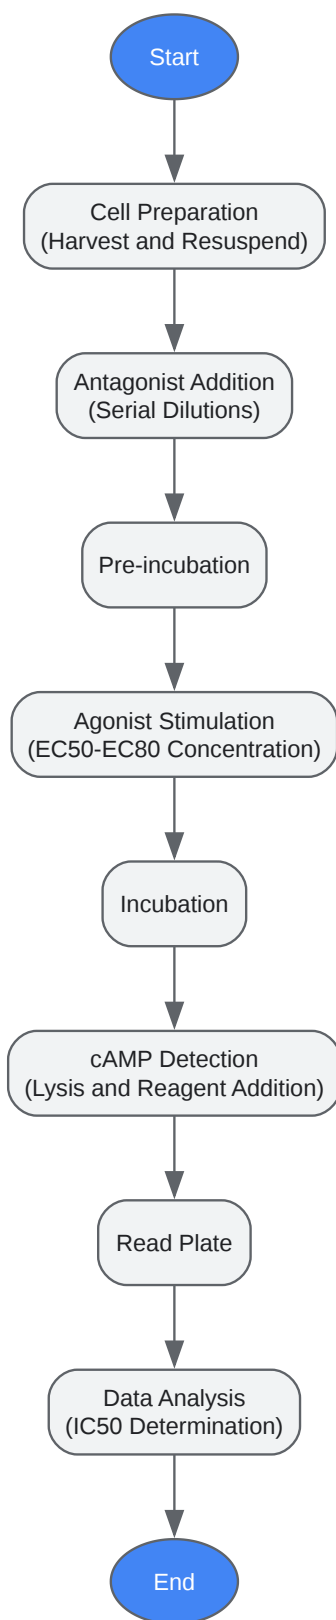 Start
Cell Preparation
(Harvest and Resuspend)
Antagonist Addition
(Serial Dilutions)
Pre-incubation
Agonist Stimulation
(EC50-EC80 Concentration)
Incubation
cAMP Detection
(Lysis and Reagent Addition)
Read Plate
Data Analysis
(IC50 Determination)
End